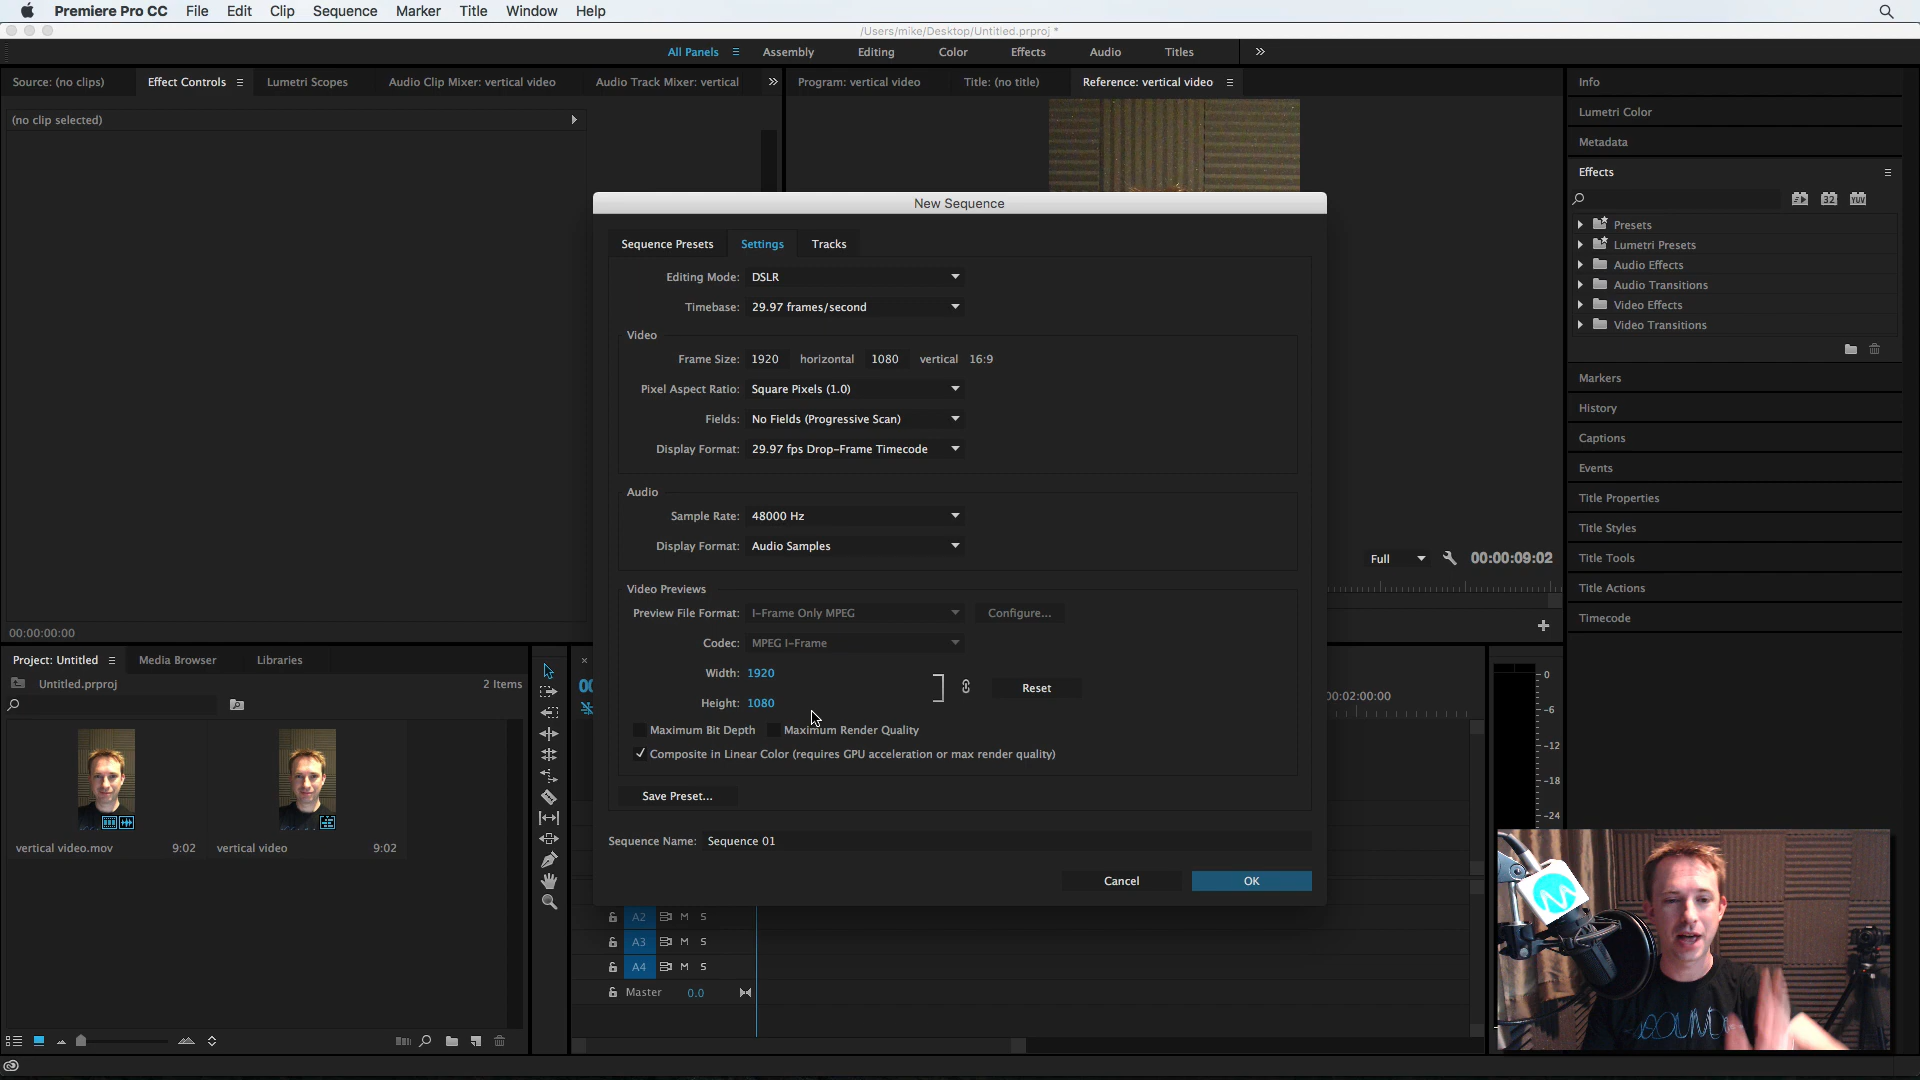 Premiere Pro CC File Edit Clip Sequence Marker Title Window Help
/Users/mike/Desktop/Untitled.prproj *
All Panels Assembly Editing Color Effects Audio Titles
Source: (no clips) Effect Controls Lumetri Scopes Audio Clip Mixer: vertical video Audio Track Mixer: vertical
Program: vertical video Title: (no title) Reference: vertical video
(no clip selected)
00:00:00:00
Info
Lumetri Color
Metadata
Effects
32 YUV
Presets
Lumetri Presets
Audio Effects
Audio Transitions
Video Effects
Video Transitions
Markers
History
Captions
Events
Title Properties
Title Styles
Title Tools
Title Actions
Timecode
Full 00:00:09:02
New Sequence
Sequence Presets Settings Tracks
Editing Mode: DSLR
Timebase: 29.97 frames/second
Video
Frame Size: 1920 horizontal 1080 vertical 16:9
Pixel Aspect Ratio: Square Pixels (1.0)
Fields: No Fields (Progressive Scan)
Display Format: 29.97 fps Drop-Frame Timecode
Audio
Sample Rate: 48000 Hz
Display Format: Audio Samples
Video Previews
Preview File Format: I-Frame Only MPEG Configure...
Codec: MPEG I-Frame
Width: 1920
Height: 1080
Reset
Maximum Bit Depth Maximum Render Quality
Composite in Linear Color (requires GPU acceleration or max render quality)
Save Preset...
Sequence Name: Sequence 01
Cancel OK
Project: Untitled Media Browser Libraries
Untitled.prproj 2 Items
vertical video.mov 9:02 vertical video 9:02
00:02:00:00
A2 M S
A3 M S
A4 M S
Master 0.0
0
-6
-12
-18
-24